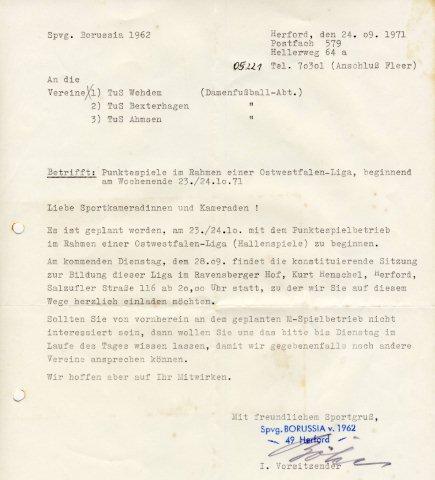 Spvg. Borussia 1962
Herford, den 24. o9. 1971
Postfach 579
Hellerweg 64 a
05221 Tel. 7o3o1 (Anschluß Fleer)
An die
Vereine 1) TuS Wehdem (Damenfußball-Abt.)
2) TuS Bexterhagen "
3) TuS Ahmsen "
Betrifft: Punktespiele im Rahmen einer Ostwestfalen-Liga, beginnend
am Wochenende 23./24.1o.71
Liebe Sportkameradinnen und Kameraden !
Es ist geplant worden, am 23./24.1o. mit dem Punktespielbetrieb
im Rahmen einer Ostwestfalen-Liga (Hallenspiele) zu beginnen.
Am kommenden Dienstag, dem 28.o9. findet die konstituierende Sitzung
zur Bildung dieser Liga im Ravensberger Hof, Kurt Henschel, Herford,
Salzufler Straße 116 ab 2o,oo Uhr statt, zu der wir Sie auf diesem
Wege herzlich einladen möchten.
Sollten Sie von vornherein an dem geplanten M-Spielbetrieb nicht
interessiert sein, dann wollen Sie uns das bitte bis Dienstag im
Laufe des Tages wissen lassen, damit wir gegebenenfalls noch andere
Vereine ansprechen können.
Wir hoffen aber auf Ihr Mitwirken.
Mit freundlichem Sportgruß,
Spvg. BORUSSIA v. 1962
49 Herford
I. Vorsitzender